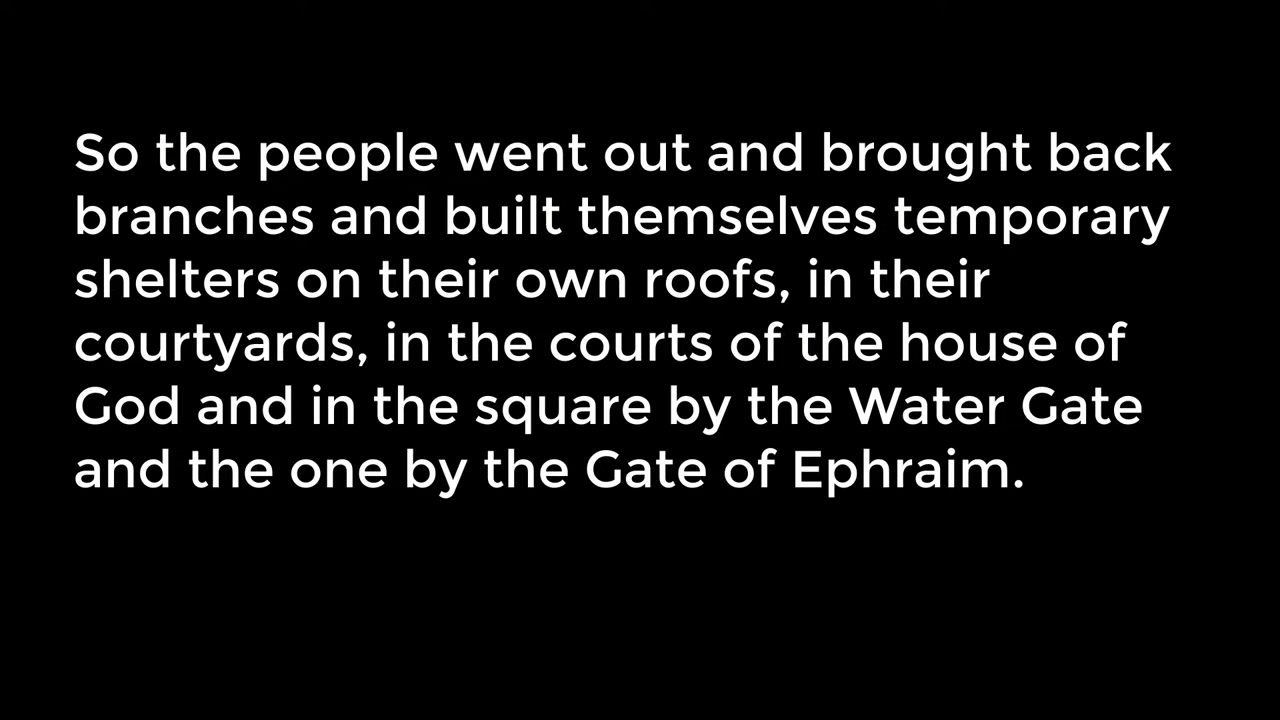 So the people went out and brought back
branches and built themselves temporary
shelters on their own roofs, in their
courtyards, in the courts of the house of
God and in the square by the Water Gate
and the one by the Gate of Ephraim.